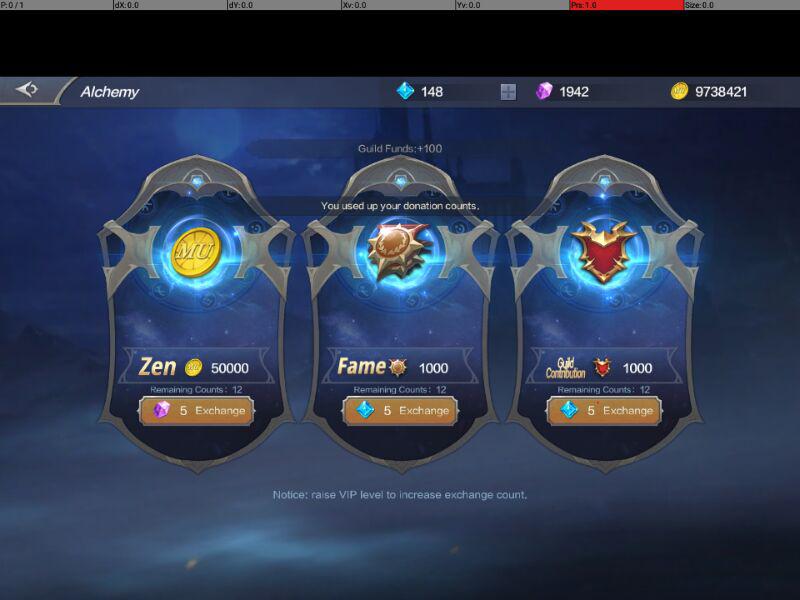 P: 0 / 1
dX: 0.0
dY: 0.0
Xv: 0.0
Yv: 0.0
Prs: 1.0
Size: 0.0
Alchemy
148
1942
9738421
Guild Funds:+100
You used up your donation counts.
MU
Zen 50000
Remaining Counts: 12
5 Exchange
Fame 1000
Remaining Counts: 12
5 Exchange
Guild
Contribution 1000
Remaining Counts: 12
5 Exchange
Notice: raise VIP level to increase exchange count.